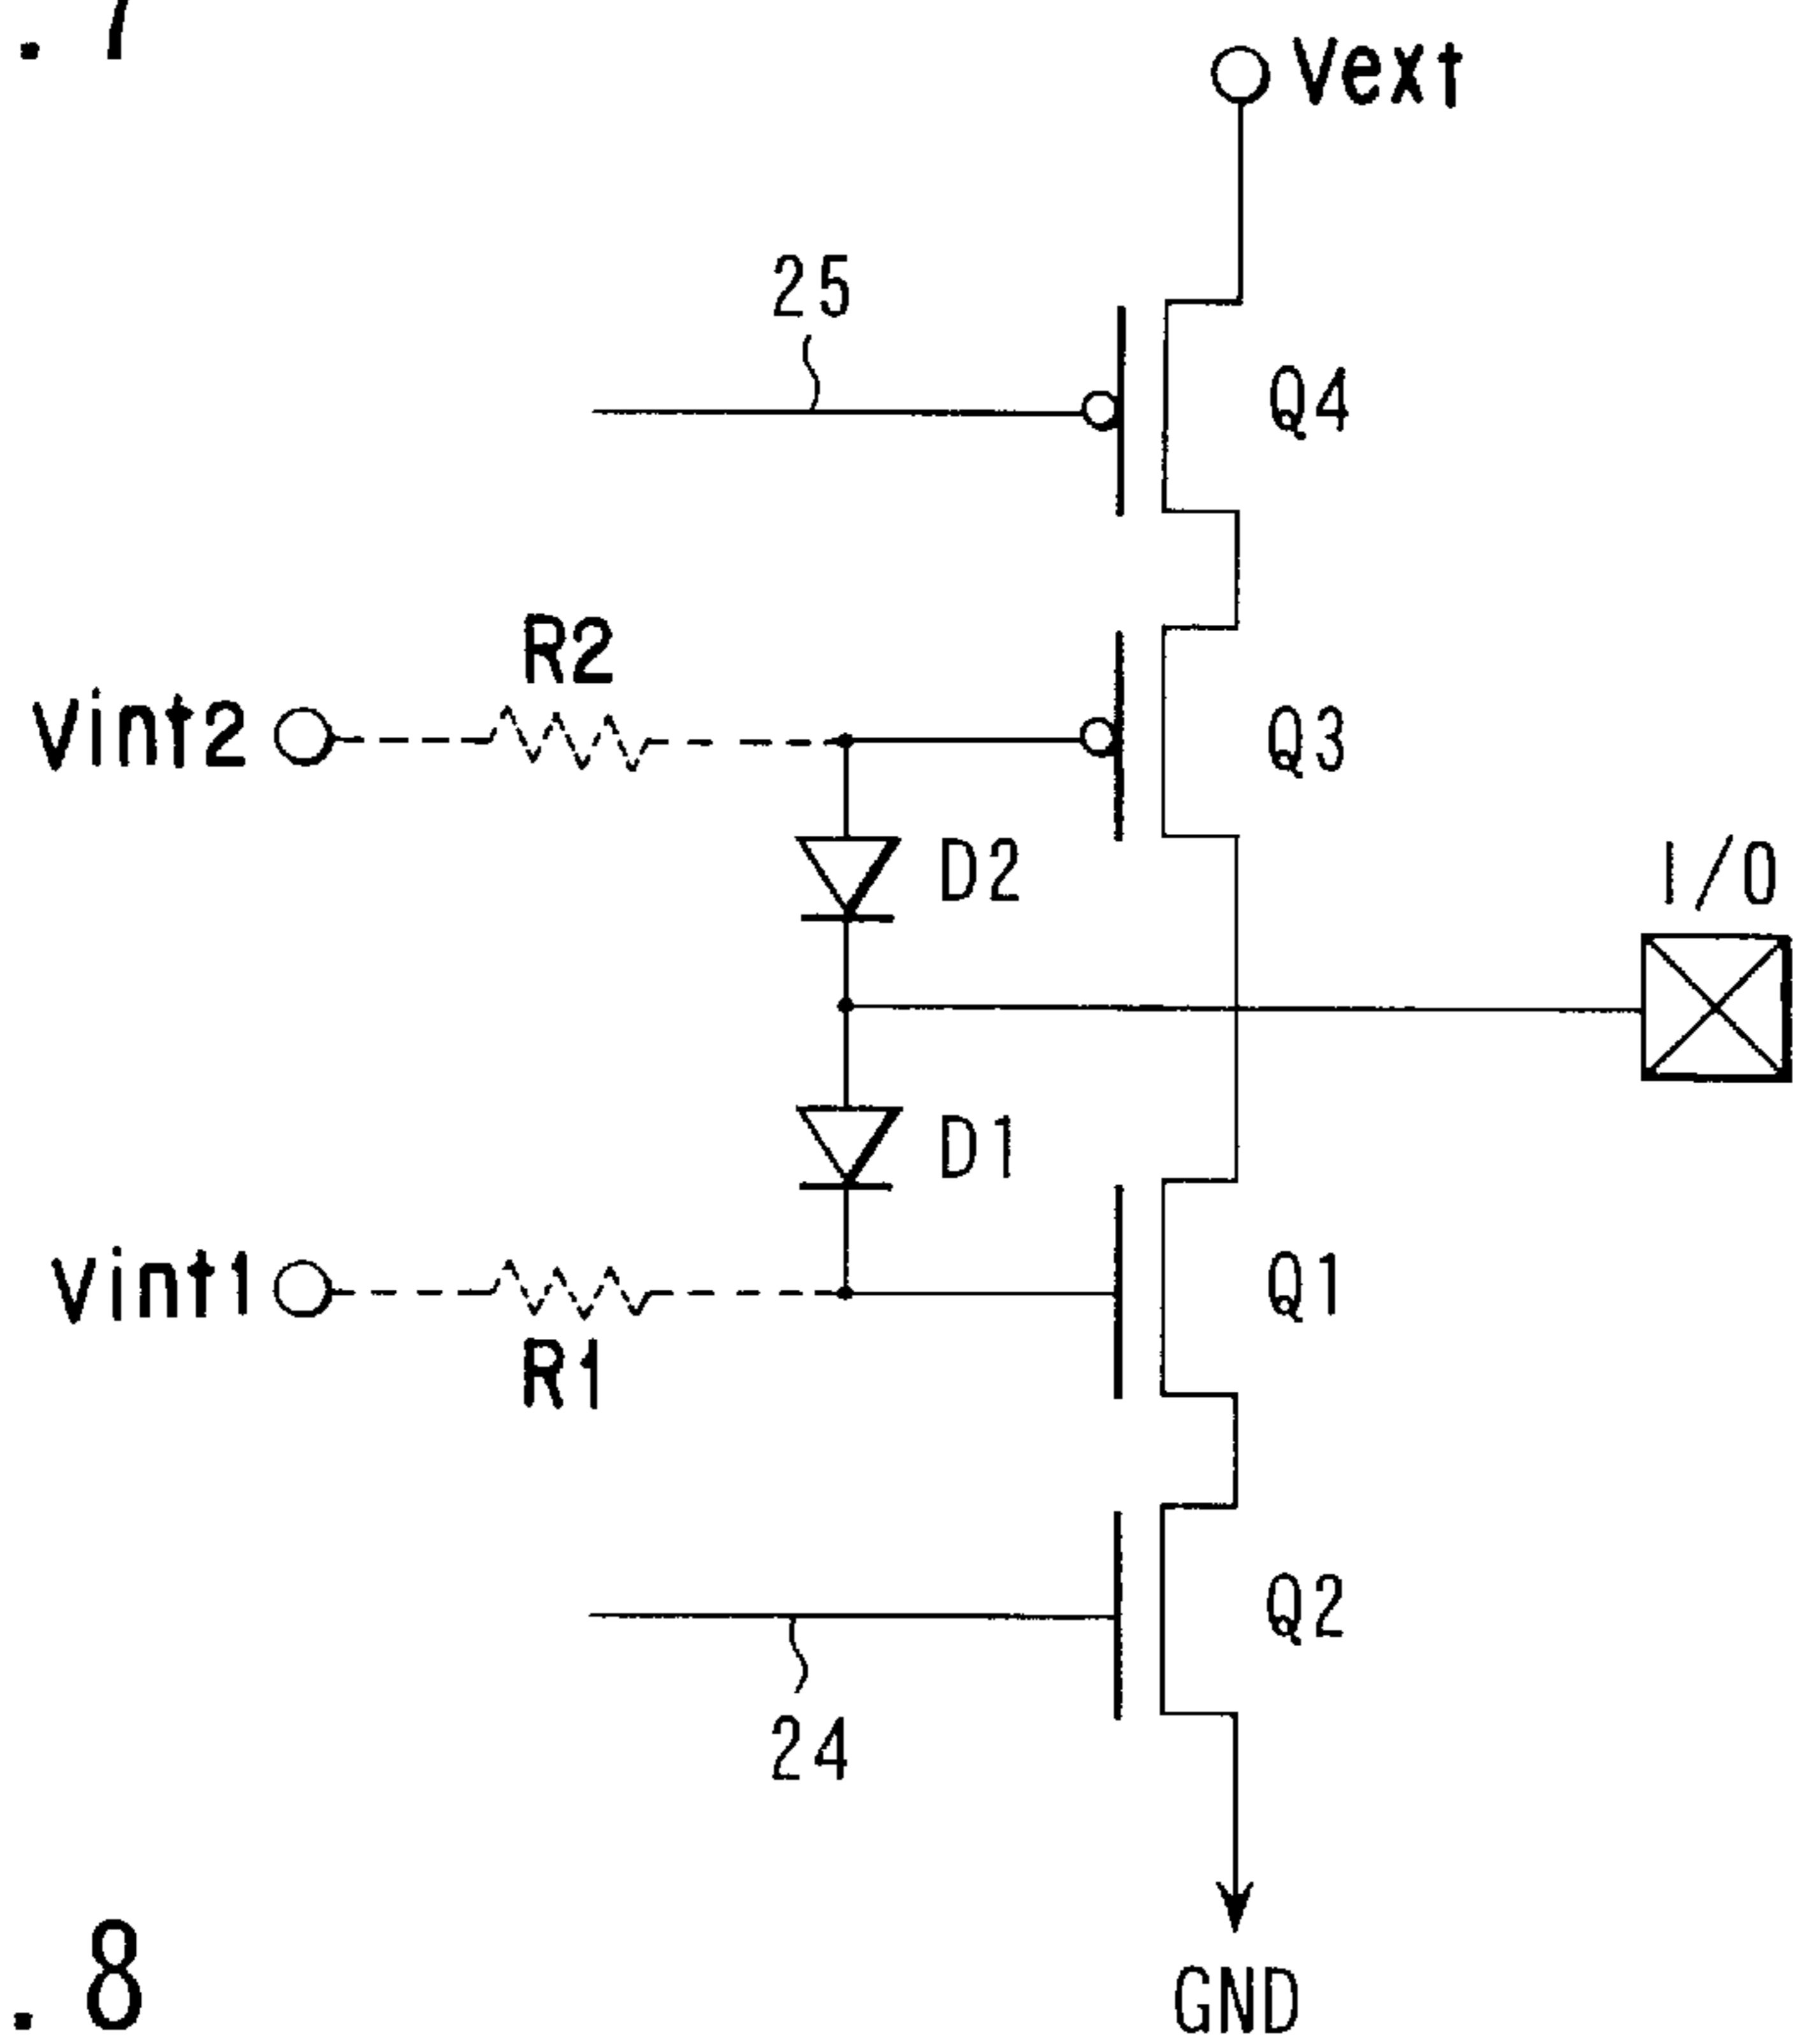 . 7
Vext
25
Q4
R2
Vint2
Q3
D2
I/O
D1
Vint1
Q1
R1
Q2
24
. 8
GND